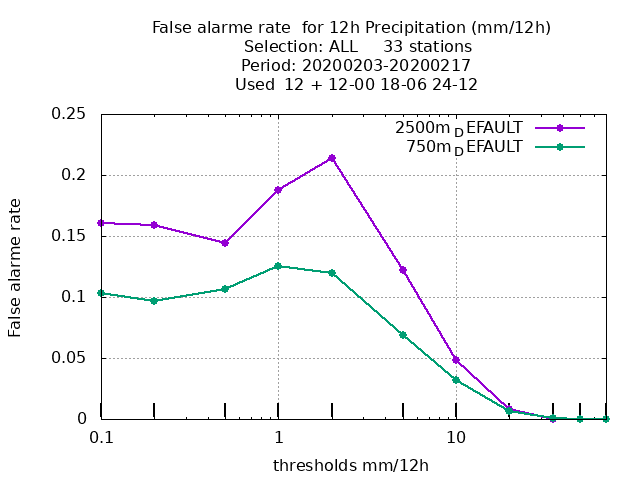 False alarme rate  for 12h Precipitation (mm/12h)
Selection: ALL     33 stations
Period: 20200203-20200217
Used  12 + 12-00 18-06 24-12
2500m_DEFAULT
750m_DEFAULT
0.25
0.2
0.15
0.1
0.05
0
False alarme rate
0.1 1 10
thresholds mm/12h